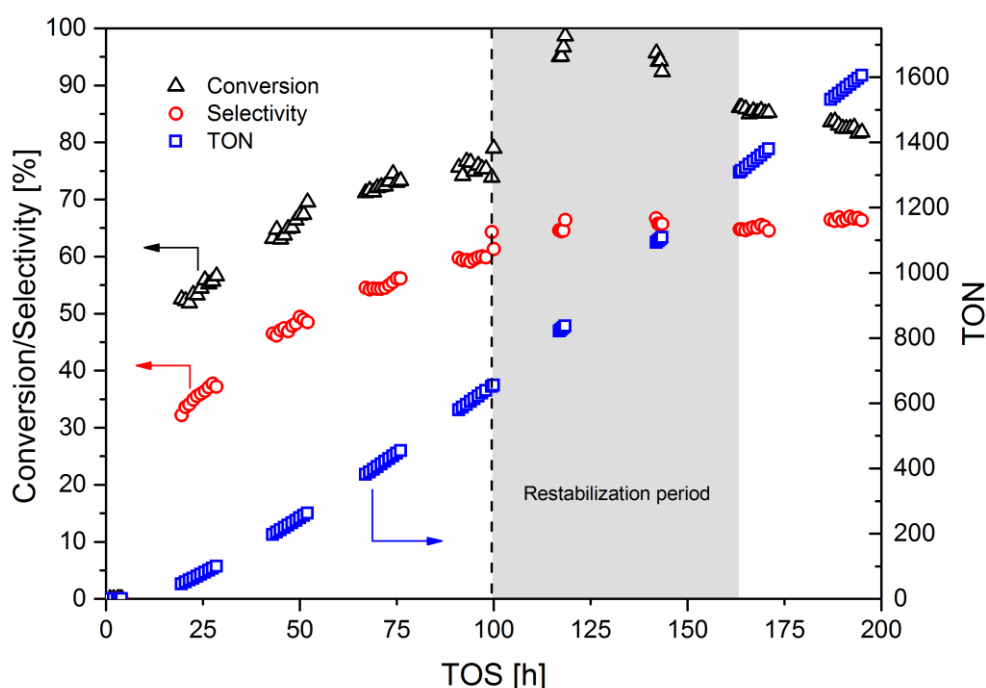 100
90
80
70
60
50
40
30
20
10
0
Conversion/Selectivity [%]
Conversion
Selectivity
TON
Restabilization period
1600
1400
1200
1000
800
600
400
200
0
TON
0 25 50 75 100 125 150 175 200
TOS [h]